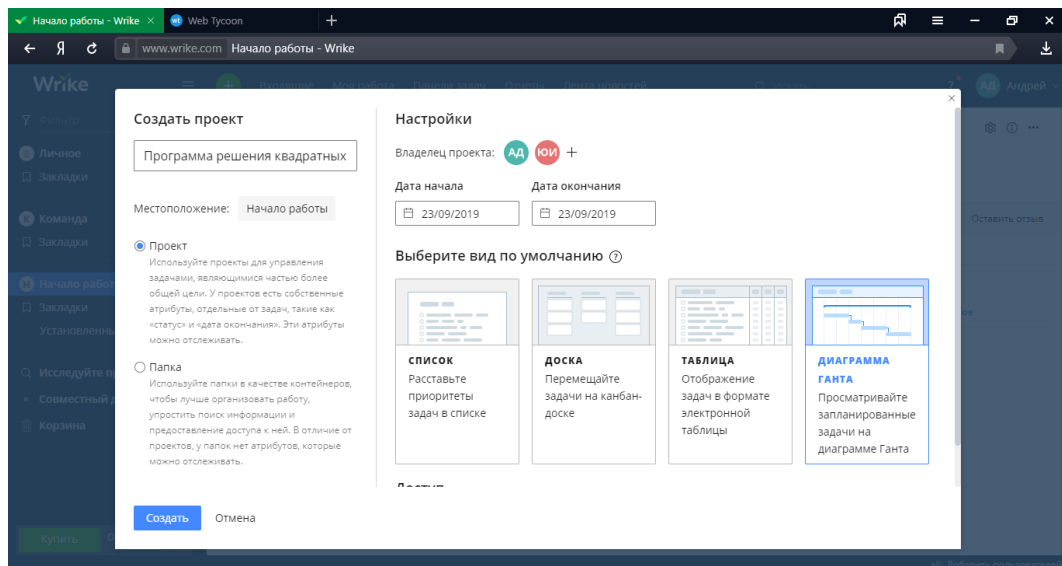 Начало работы - Wrike
Web Tycoon
www.wrike.com Начало работы - Wrike
Wrike
Входящие Моя работа Панели задач Отчеты Лента новостей
АД Андрей
Фильтр
Личное
Закладки
К Команда
Закладки
Н Начало работ
Закладки
Установленны
Исследуйте п
Совместный д
Корзина
Оставить отзыв
Купить
Добавить пользователя
Создать проект
Программа решения квадратных
Местоположение: Начало работы
Проект
Используйте проекты для управления
задачами, являющимися частью более
общей цели. У проектов есть собственные
атрибуты, отдельные от задач, такие как
«статус» и «дата окончания». Эти атрибуты
можно отслеживать.
Папка
Используйте папки в качестве контейнеров,
чтобы лучше организовать работу,
упростить поиск информации и
предоставление доступа к ней. В отличие от
проектов, у папок нет атрибутов, которые
можно отслеживать.
Создать Отмена
Настройки
Владелец проекта: АД ЮИ +
Дата начала Дата окончания
23/09/2019 23/09/2019
Выберите вид по умолчанию
СПИСОК
Расставьте
приоритеты
задач в списке
ДОСКА
Перемещайте
задачи на канбан-
доске
ТАБЛИЦА
Отображение
задач в формате
электронной
таблицы
ДИАГРАММА
ГАНТА
Просматривайте
запланированные
задачи на
диаграмме Ганта
Доступ